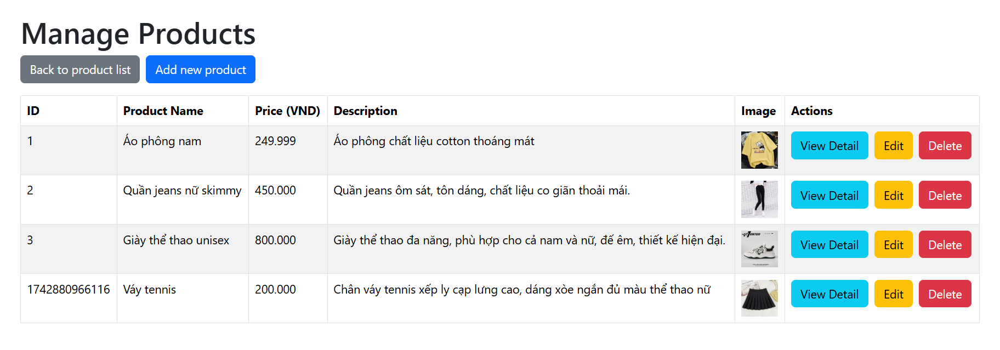 Manage Products
Back to product list Add new product
ID Product Name Price (VND) Description Image Actions
1 Áo phông nam 249.999 Áo phông chất liệu cotton thoáng mát View Detail Edit Delete
2 Quần jeans nữ skimmy 450.000 Quần jeans ôm sát, tôn dáng, chất liệu co giãn thoải mái. View Detail Edit Delete
3 Giày thể thao unisex 800.000 Giày thể thao đa năng, phù hợp cho cả nam và nữ, đế êm, thiết kế hiện đại. View Detail Edit Delete
1742880966116 Váy tennis 200.000 Chân váy tennis xếp ly cạp lưng cao, dáng xòe ngắn đủ màu thể thao nữ View Detail Edit Delete